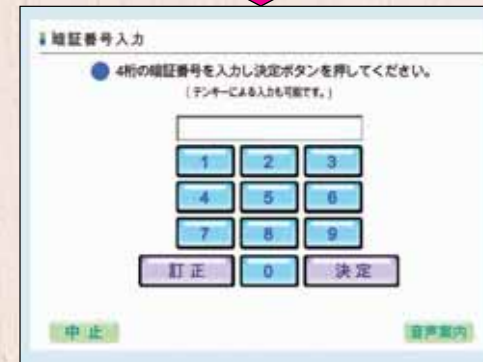 暗証番号入力
4桁の暗証番号を入力し決定ボタンを押してください。
(テンキーによる入力も可能です。)
1 2 3
4 5 6
7 8 9
訂正 0 決定
中止 音声案内